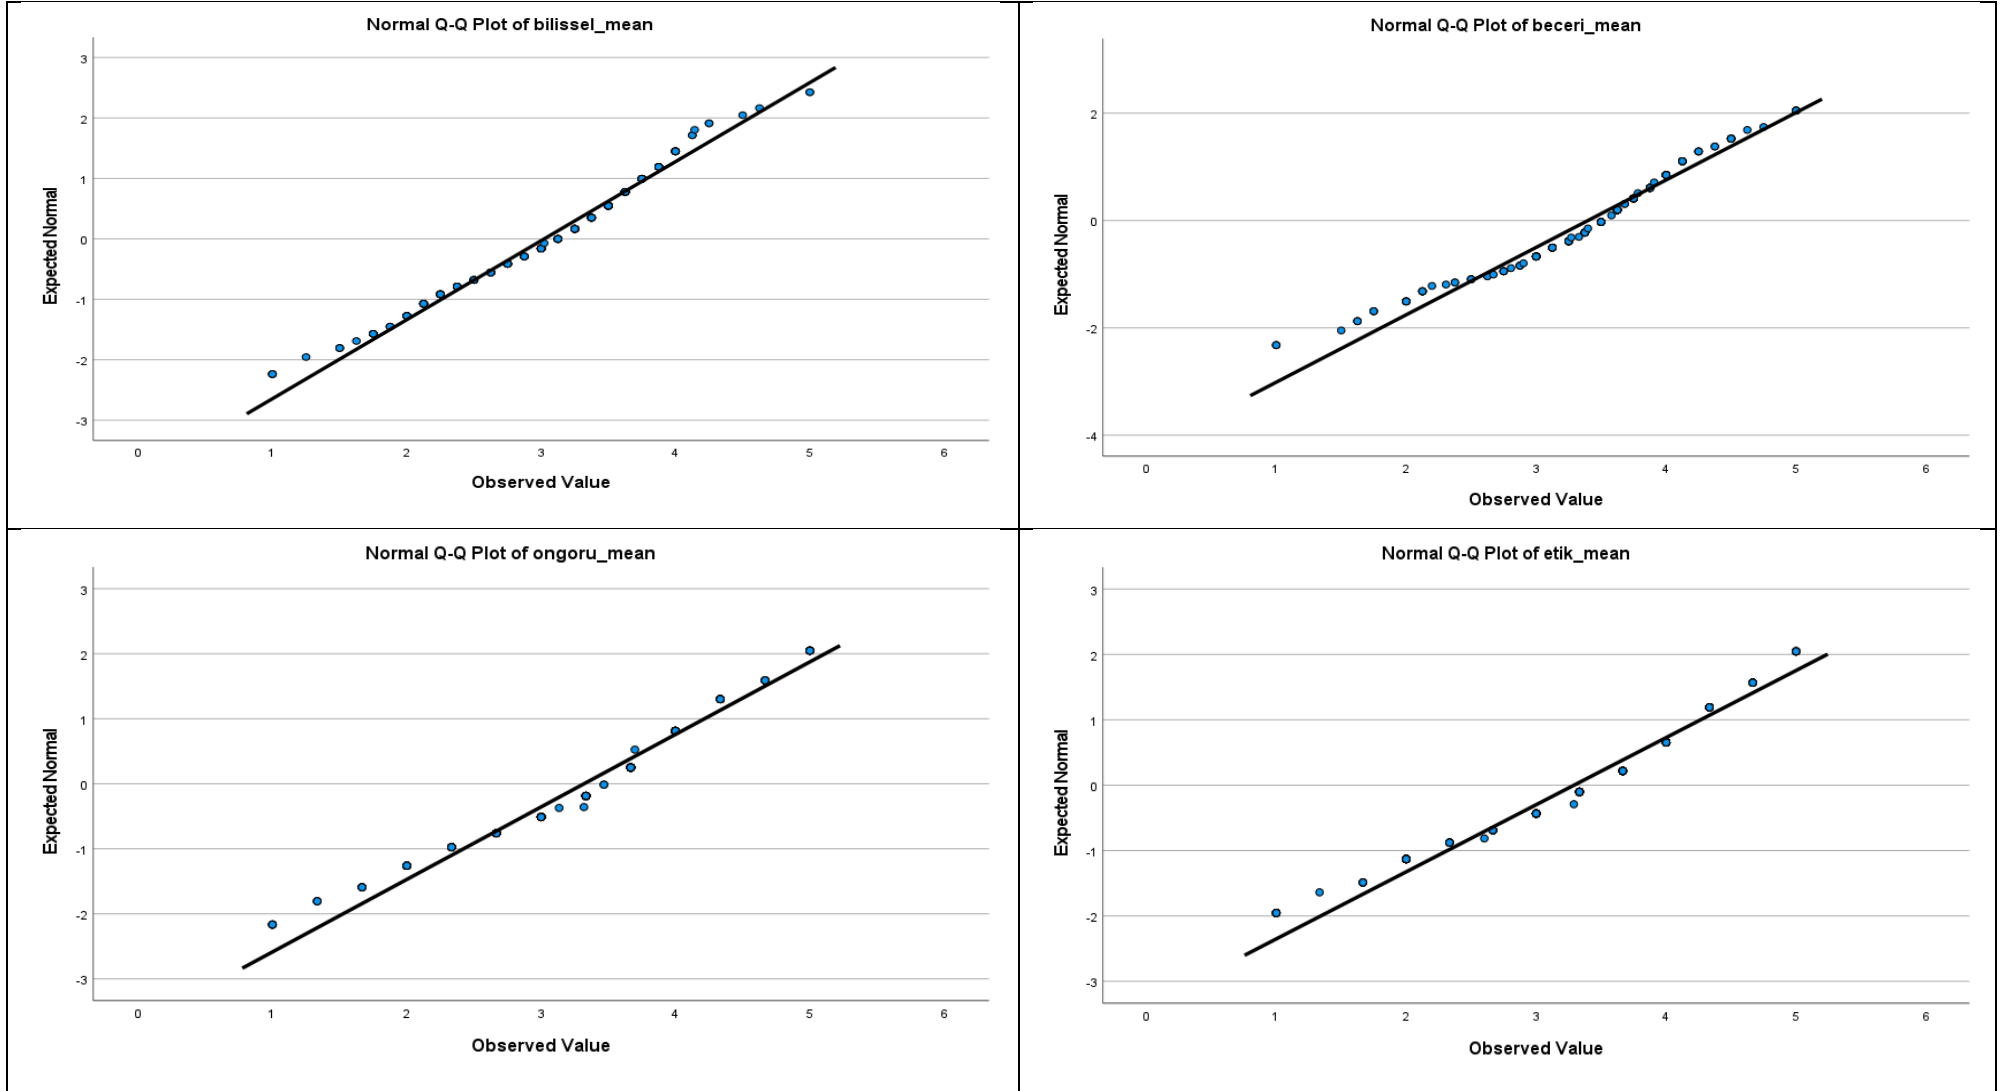 Normal Q-Q Plot of bilissel_mean
3
2
1
0
-1
-2
-3
Expected Normal
0 1 2 3 4 5 6
Observed Value
Normal Q-Q Plot of beceri_mean
2
0
-2
-4
Expected Normal
0 1 2 3 4 5 6
Observed Value
Normal Q-Q Plot of ongoru_mean
3
2
1
0
-1
-2
-3
Expected Normal
0 1 2 3 4 5 6
Observed Value
Normal Q-Q Plot of etik_mean
3
2
1
0
-1
-2
-3
Expected Normal
0 1 2 3 4 5 6
Observed Value